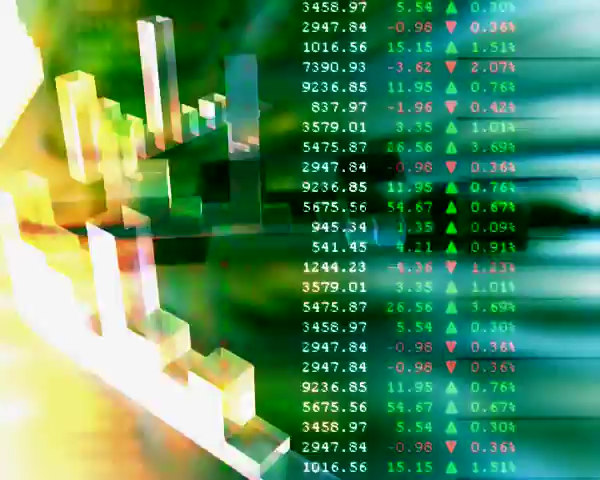 3458.97 5.54 ▲ 0.30%
2947.84 -0.98 ▼ 0.36%
1016.56 15.15 ▲ 1.51%
7390.93 -3.62 ▼ 2.07%
9236.85 11.95 ▲ 0.76%
837.97 -1.96 ▼ 0.42%
3579.01 3.35 ▲ 1.01%
5475.87 26.56 ▲ 3.69%
2947.84 -0.98 ▼ 0.36%
9236.85 11.95 ▲ 0.76%
5675.56 54.67 ▲ 0.67%
945.34 1.35 ▲ 0.09%
541.45 4.21 ▲ 0.91%
1244.23 -4.36 ▼ 1.23%
3579.01 3.35 ▲ 1.01%
5475.87 26.56 ▲ 3.69%
3458.97 5.54 ▲ 0.30%
2947.84 -0.98 ▼ 0.36%
2947.84 -0.98 ▼ 0.36%
9236.85 11.95 ▲ 0.76%
5675.56 54.67 ▲ 0.67%
3458.97 5.54 ▲ 0.30%
2947.84 -0.98 ▼ 0.36%
1016.56 15.15 ▲ 1.51%